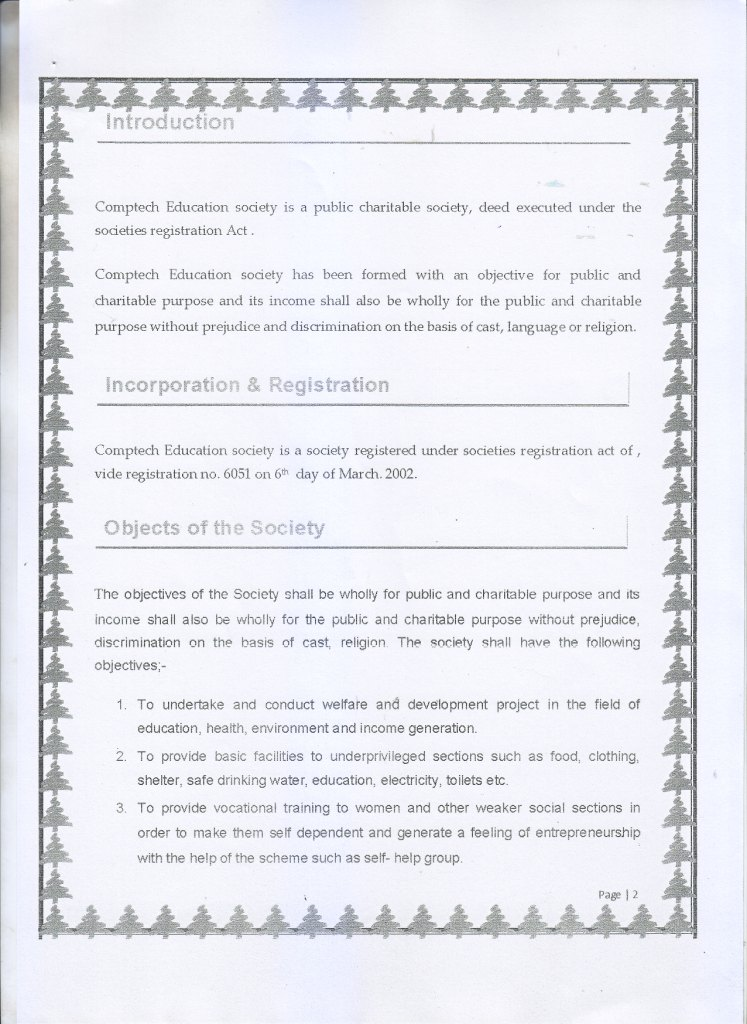 Introduction
Comptech Education society is a public charitable society, deed executed under the
societies registration Act .
Comptech Education society has been formed with an objective for public and
charitable purpose and its income shall also be wholly for the public and charitable
purpose without prejudice and discrimination on the basis of cast, language or religion.
Incorporation & Registration
Comptech Education society is a society registered under societies registration act of ,
vide registration no. 6051 on 6th day of March. 2002.
Objects of the Society
The objectives of the Society shall be wholly for public and charitable purpose and its
income shall also be wholly for the public and charitable purpose without prejudice,
discrimination on the basis of cast, religion. The society shall have the following
objectives;-
1. To undertake and conduct welfare and development project in the field of
education, health, environment and income generation.
2. To provide basic facilities to underprivileged sections such as food, clothing,
shelter, safe drinking water, education, electricity, toilets etc.
3. To provide vocational training to women and other weaker social sections in
order to make them self dependent and generate a feeling of entrepreneurship
with the help of the scheme such as self- help group.
Page | 2